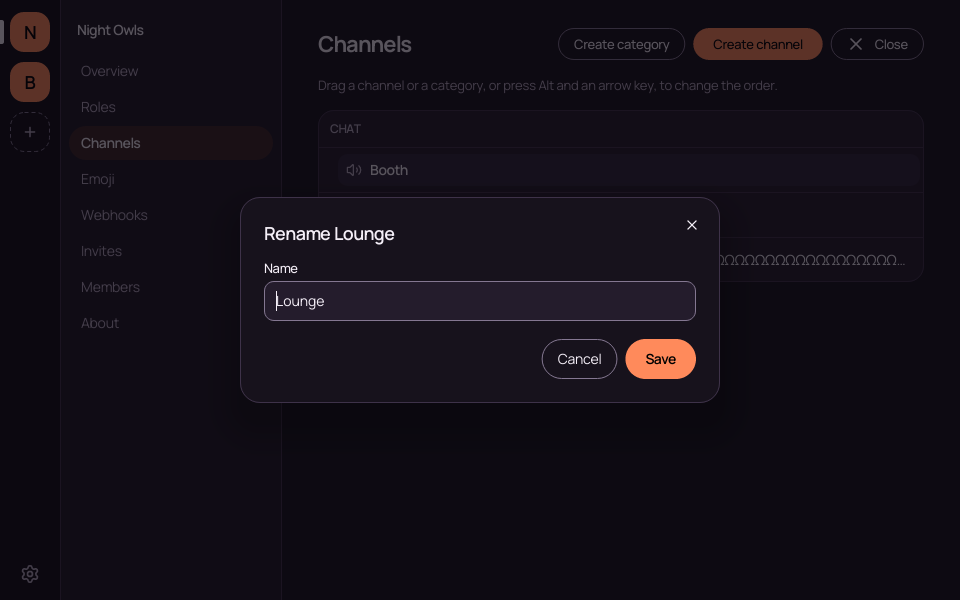 N
Night Owls
B
+
Overview
Roles
Channels
Emoji
Webhooks
Invites
Members
About
Channels
Create category
Create channel
Close
Drag a channel or a category, or press Alt and an arrow key, to change the order.
CHAT
Booth
Rename Lounge
Name
Lounge
Cancel
Save